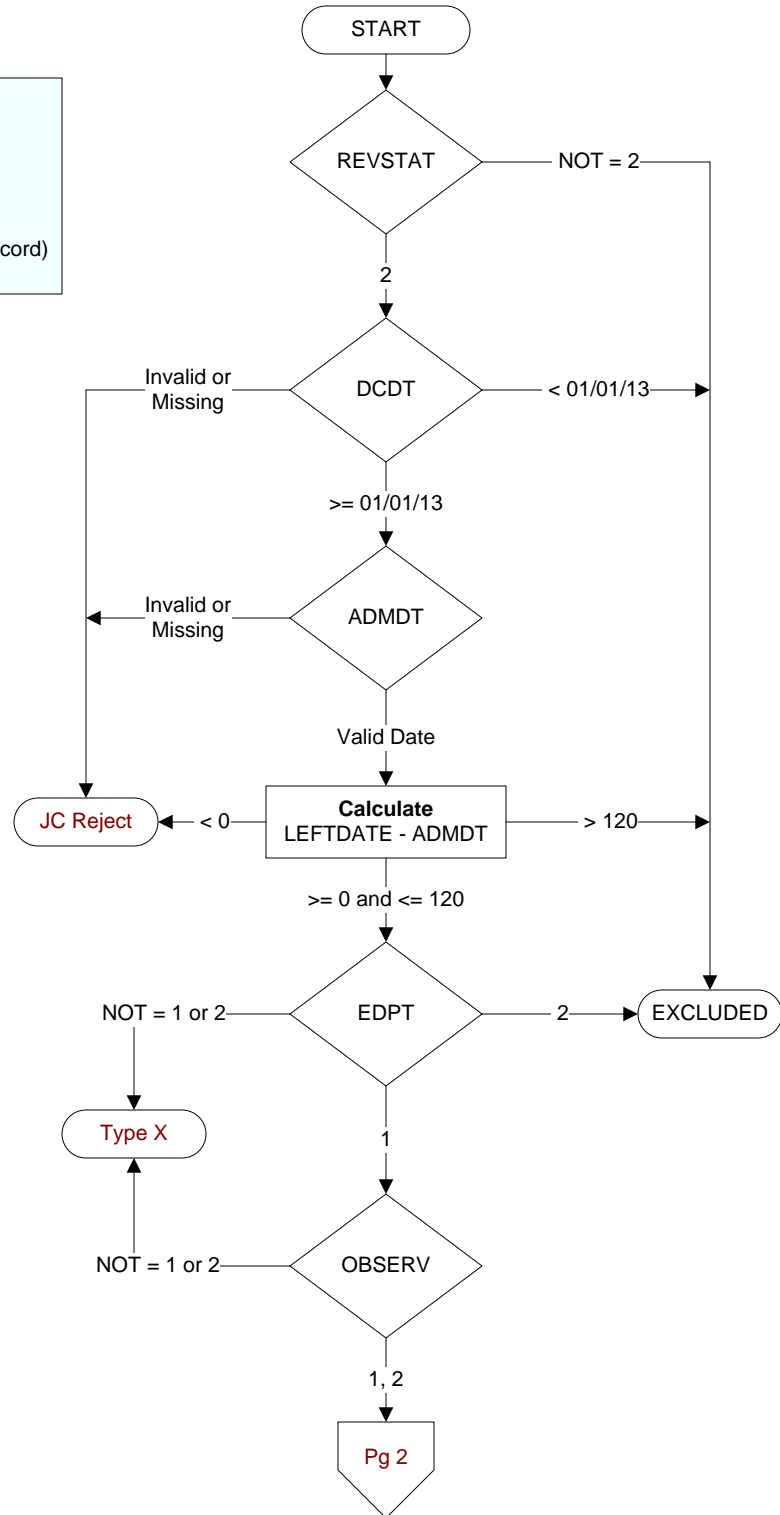 START
REVSTAT
NOT = 2
2
cord)
Invalid or
Missing
DCDT
< 01/01/13
>= 01/01/13
Invalid or
Missing
ADMDT
Valid Date
JC Reject
< 0
Calculate
LEFTDATE - ADMDT
> 120
>= 0 and <= 120
NOT = 1 or 2
EDPT
2
EXCLUDED
Type X
1
NOT = 1 or 2
OBSERV
1, 2
Pg 2